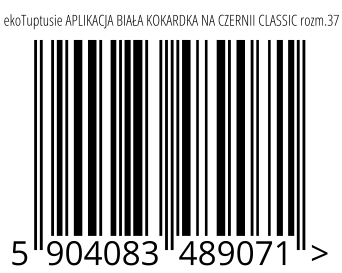 ekoTuptusie APLIKACJA BIAŁA KOKARDKA NA CZERNII CLASSIC rozm.37
5 904083 489071 >